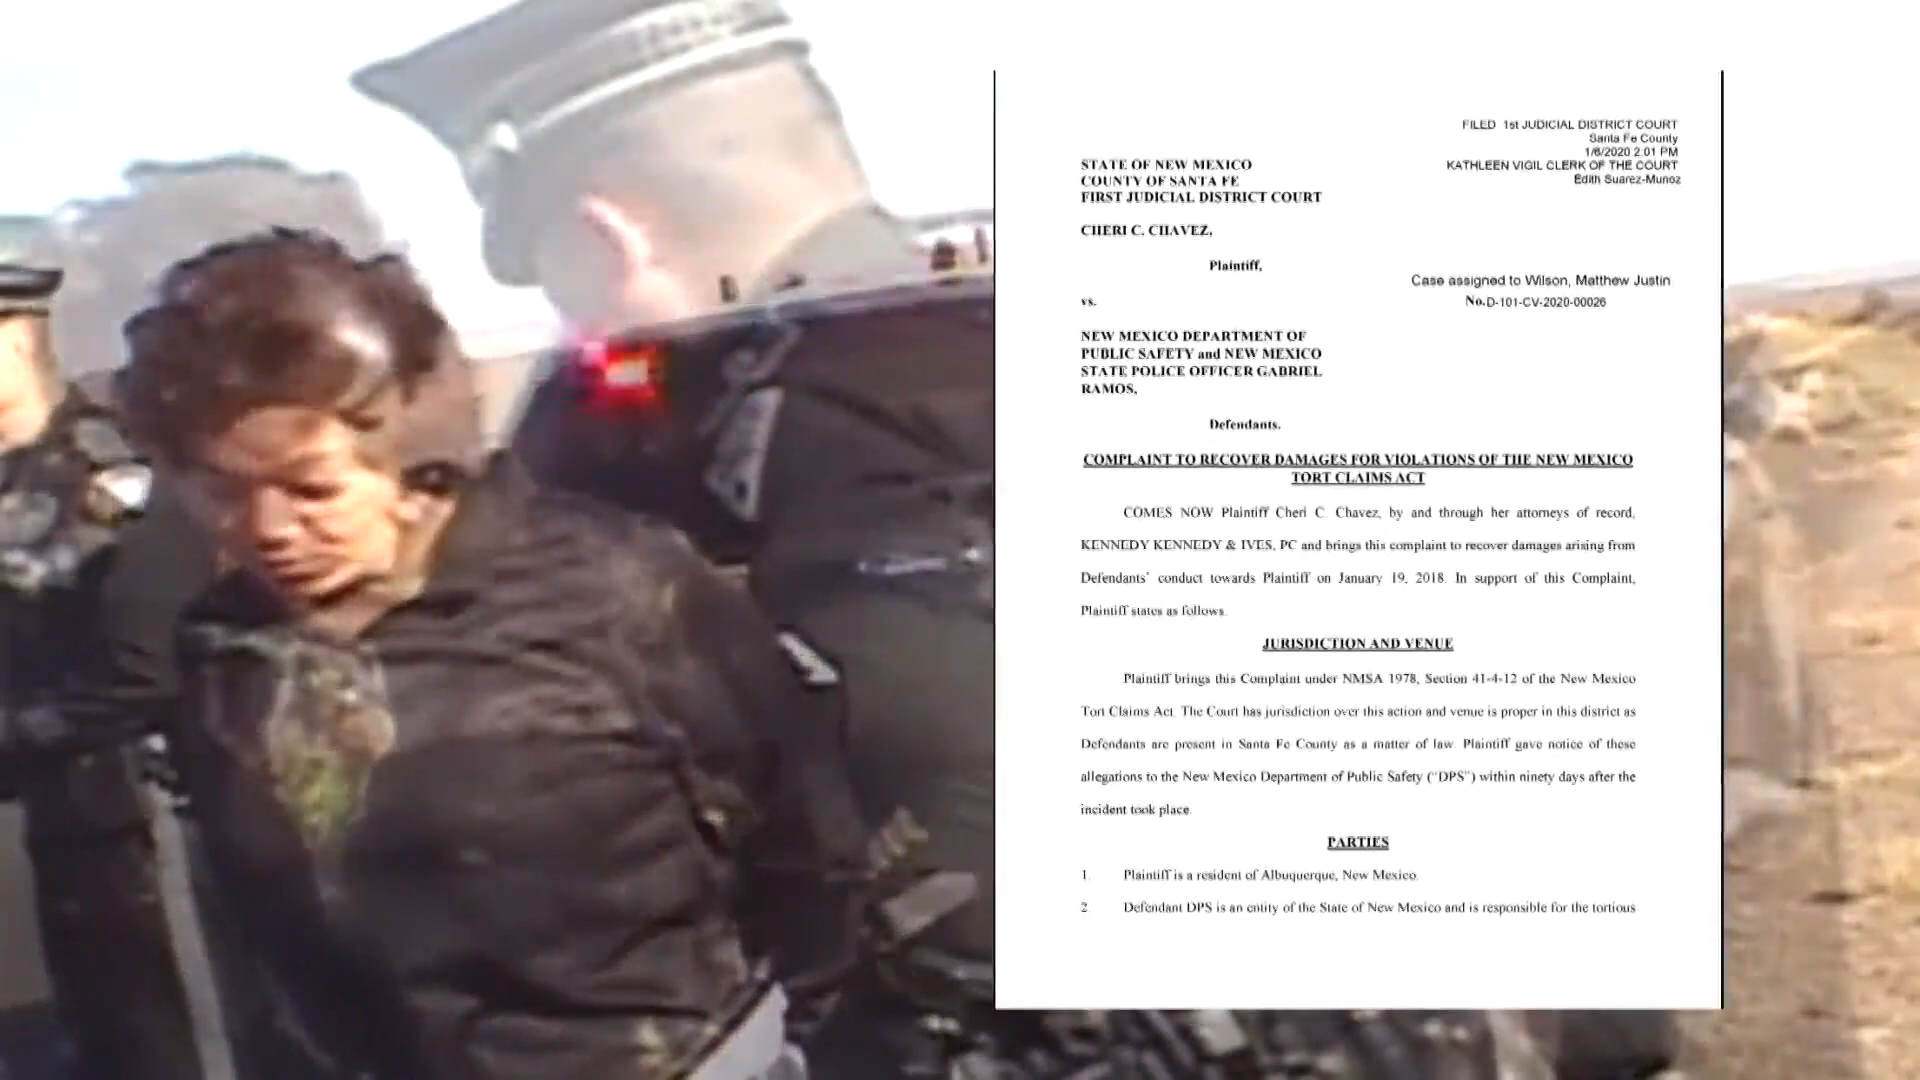 FILED 1st JUDICIAL DISTRICT COURT
Santa Fe County
1/6/2020 2:01 PM
KATHLEEN VIGIL CLERK OF THE COURT
Edith Suarez-Munoz
STATE OF NEW MEXICO
COUNTY OF SANTA FE
FIRST JUDICIAL DISTRICT COURT
CHERI C. CHAVEZ,
Plaintiff,
Case assigned to Wilson, Matthew Justin
vs.
No.D-101-CV-2020-00026
NEW MEXICO DEPARTMENT OF
PUBLIC SAFETY and NEW MEXICO
STATE POLICE OFFICER GABRIEL
RAMOS,
Defendants.
COMPLAINT TO RECOVER DAMAGES FOR VIOLATIONS OF THE NEW MEXICO
TORT CLAIMS ACT
COMES NOW Plaintiff Cheri C. Chavez, by and through her attorneys of record,
KENNEDY KENNEDY & IVES, PC and brings this complaint to recover damages arising from
Defendants' conduct towards Plaintiff on January 19, 2018. In support of this Complaint,
Plaintiff states as follows.
JURISDICTION AND VENUE
Plaintiff brings this Complaint under NMSA 1978, Section 41-4-12 of the New Mexico
Tort Claims Act. The Court has jurisdiction over this action and venue is proper in this district as
Defendants are present in Santa Fe County as a matter of law. Plaintiff gave notice of these
allegations to the New Mexico Department of Public Safety ("DPS") within ninety days after the
incident took place.
PARTIES
1. Plaintiff is a resident of Albuquerque, New Mexico.
2. Defendant DPS is an entity of the State of New Mexico and is responsible for the tortious